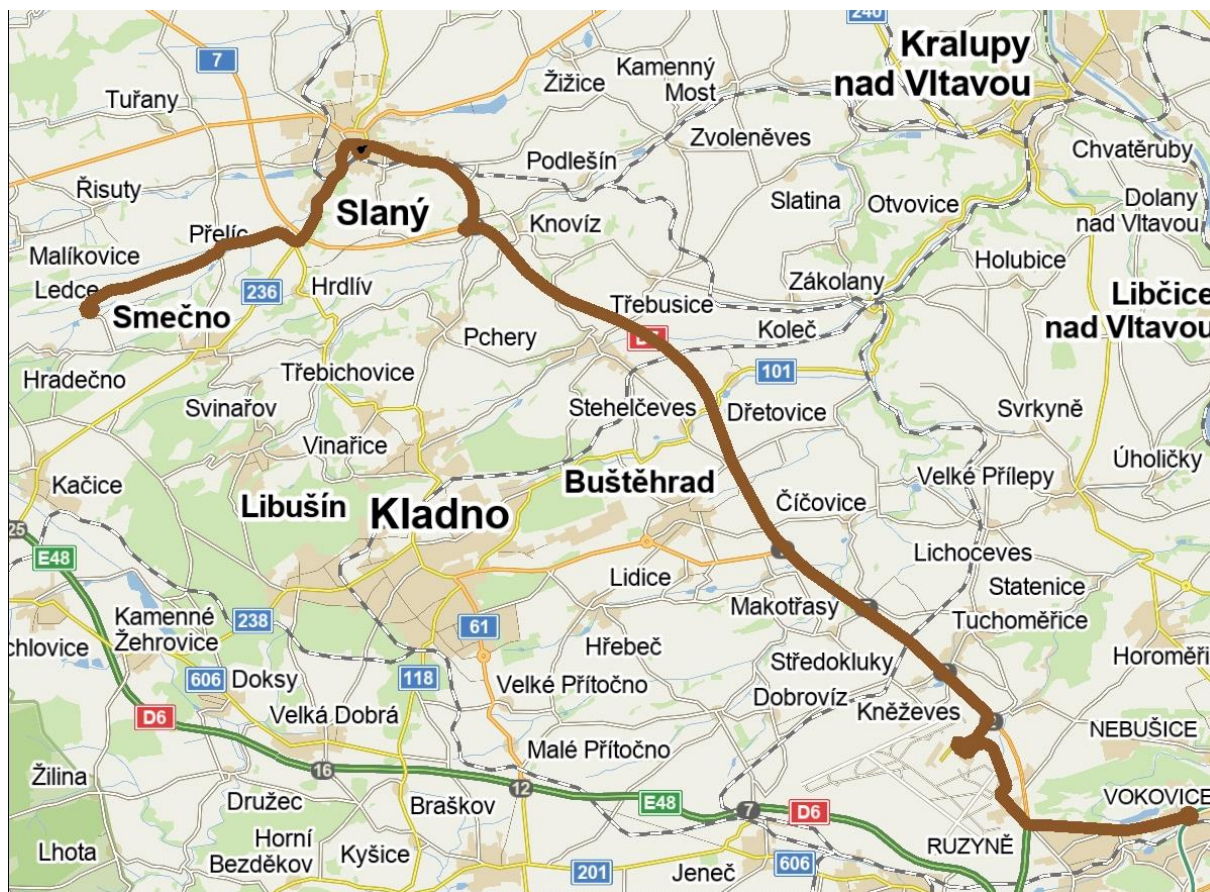 240
Kralupy
nad Vltavou
Kamenný
Most
7
Žižice
Tuřany
Zvoleněves
Chvatěruby
Podlešín
Řisuty
Slatina
Otvovice
Dolany
nad Vltavou
Slaný
Knovíz
Přelíc
Malíkovice
Holubice
Zákolany
Ledce
236
Hrdlív
Třebusice
Libčice
nad Vltavou
Smečno
Pchery
Koleč
Hradečno
Třebichovice
101
Svinařov
Stehelčeves
Dřetovice
Svrkyně
Vinařice
Úholičky
Kačice
Buštěhrad
Velké Přílepy
Libušín
Kladno
Číčovice
25
E48
Lichoceves
Lidice
Statenice
Makotřasy
Kamenné
Žehrovice
238
61
Tuchoměřice
chlovice
Hřebeč
Středokluky
Horoměři
606
Doksy
118
Velké Přítočno
Dobrovíz
Kněževes
D6
Velká Dobrá
NEBUŠICE
Malé Přítočno
16
Žilina
12
VOKOVICE
Družec
Braškov
E48
7
D6
Horní
Bezděkov
RUZYNĚ
Lhota
Kyšice
201
Jeneč
606